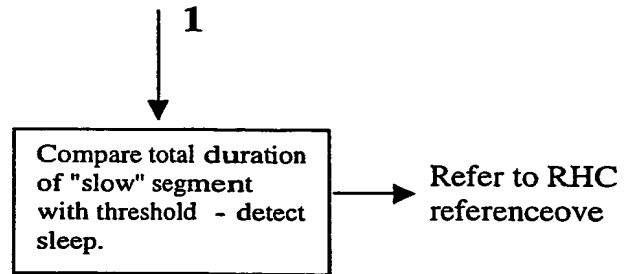 1
Compare total duration
of "slow" segment
with threshold - detect
sleep.
Refer to RHC
referenceove